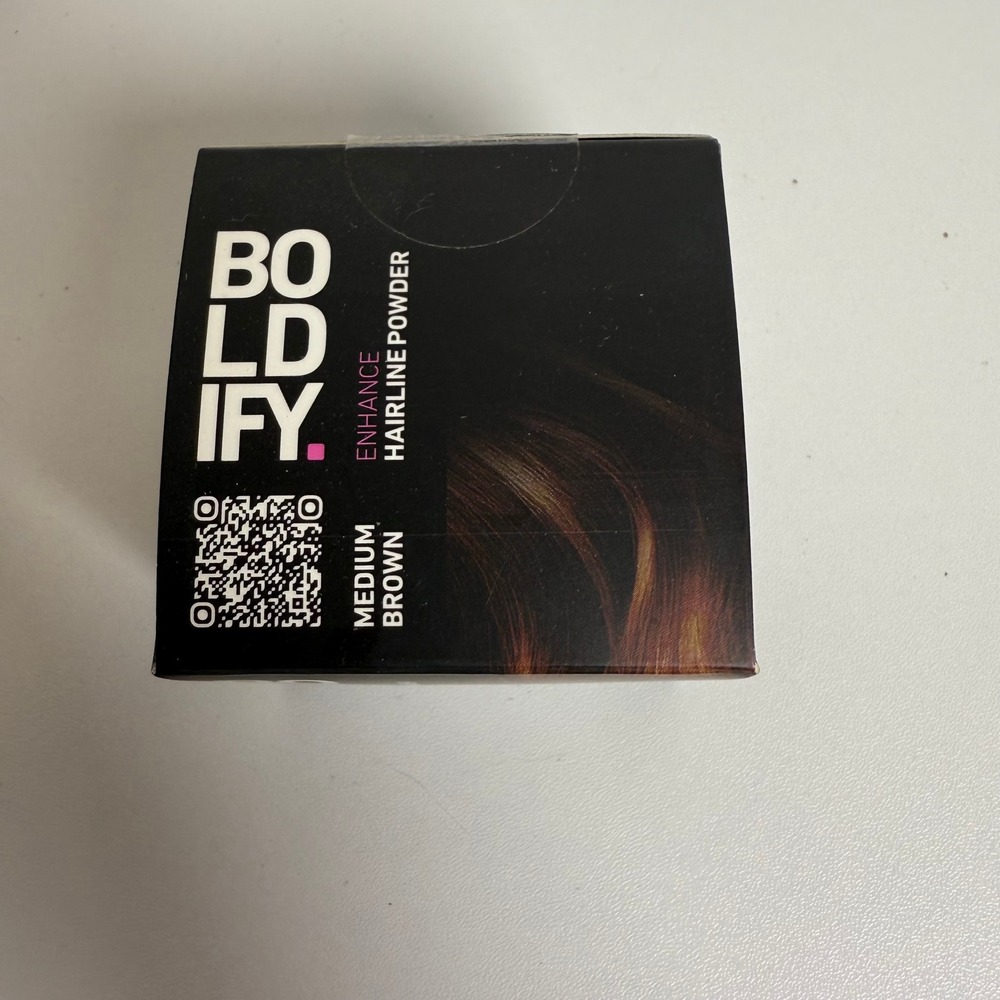 BO
LD
IFY.
ENHANCE
HAIRLINE POWDER
MEDIUM
BROWN